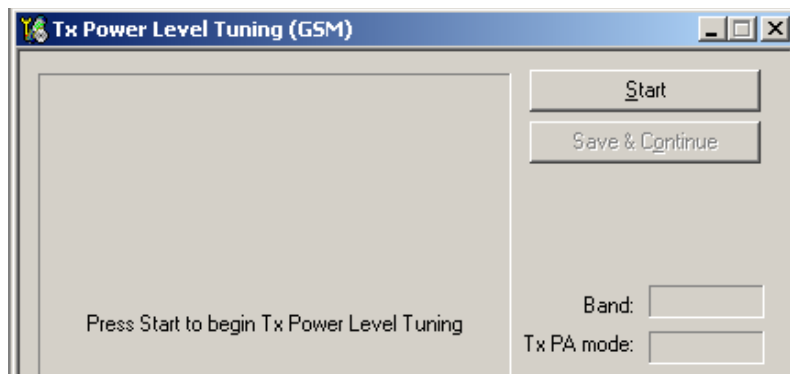 Tx Power Level Tuning (GSM)
Start
Save & Continue
Press Start to begin Tx Power Level Tuning
Band:
Tx PA mode: